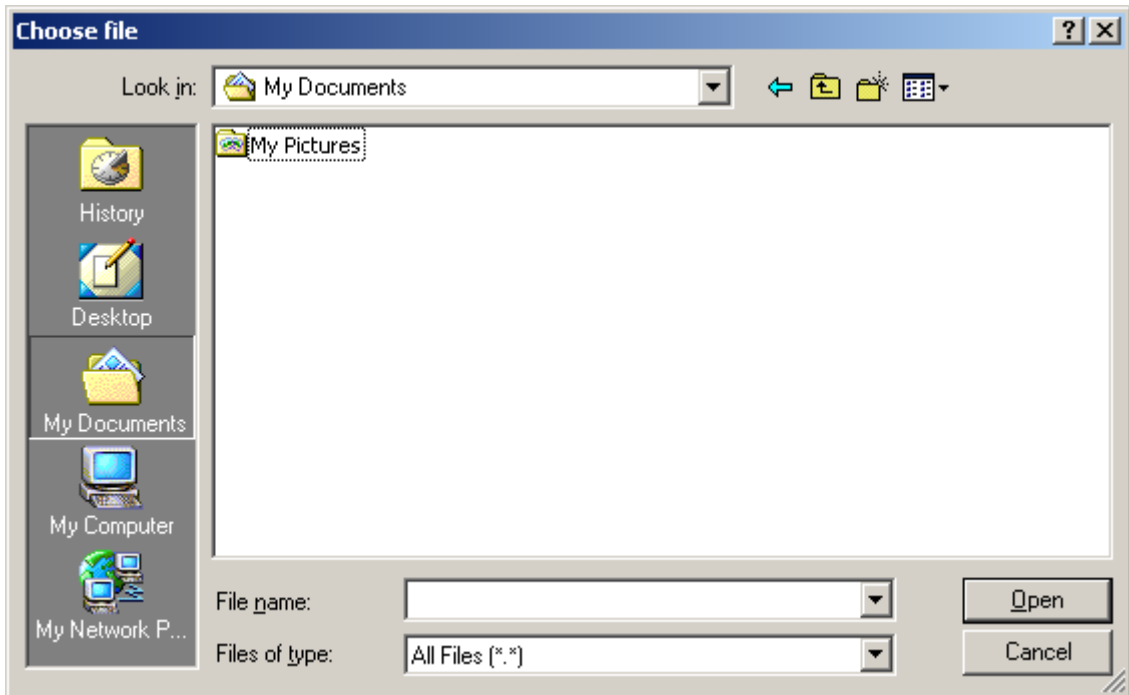 Choose file
Look in: My Documents
My Pictures
History
Desktop
My Documents
My Computer
My Network P...
File name:
Open
Files of type: All Files (*.*)
Cancel